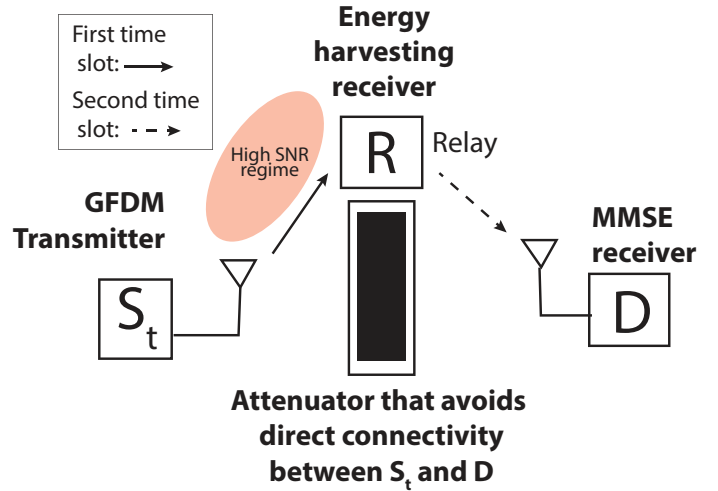 First time
slot:
Second time
slot:
Energy
harvesting
receiver
High SNR
regime
R
Relay
GFDM
Transmitter
MMSE
receiver
St
D
Attenuator that avoids
direct connectivity
between St and D